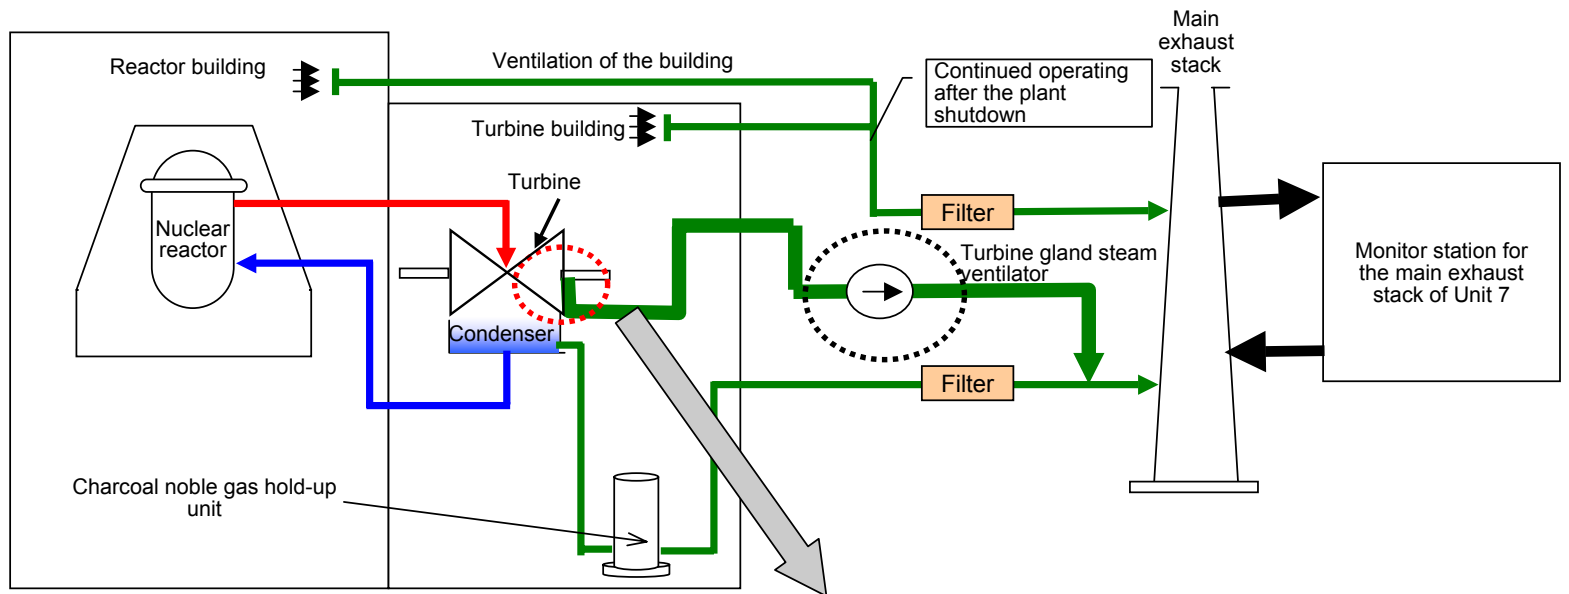 Main
exhaust
stack
Reactor building
Ventilation of the building
Continued operating
after the plant
shutdown
Turbine building
Turbine
Nuclear
reactor
Filter
Turbine gland steam
ventilator
Monitor station for
the main exhaust
stack of Unit 7
Condenser
Filter
Charcoal noble gas hold-up
unit